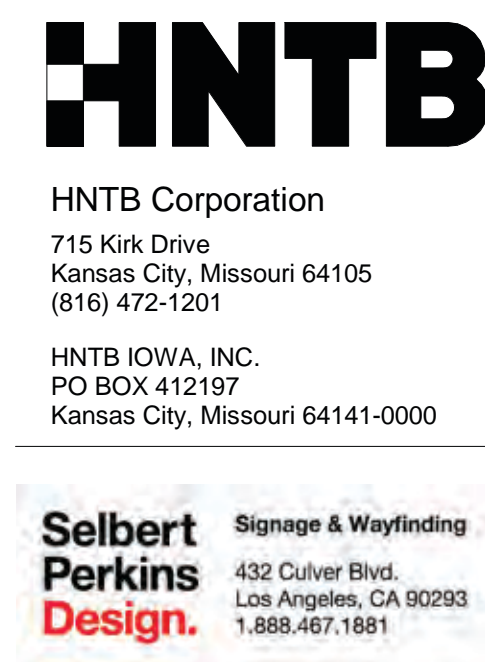 HNTB
HNTB Corporation
715 Kirk Drive
Kansas City, Missouri 64105
(816) 472-1201
HNTB IOWA, INC.
PO BOX 412197
Kansas City, Missouri 64141-0000
Selbert
Perkins
Design.
Signage & Wayfinding
432 Culver Blvd.
Los Angeles, CA 90293
1.888.467.1881